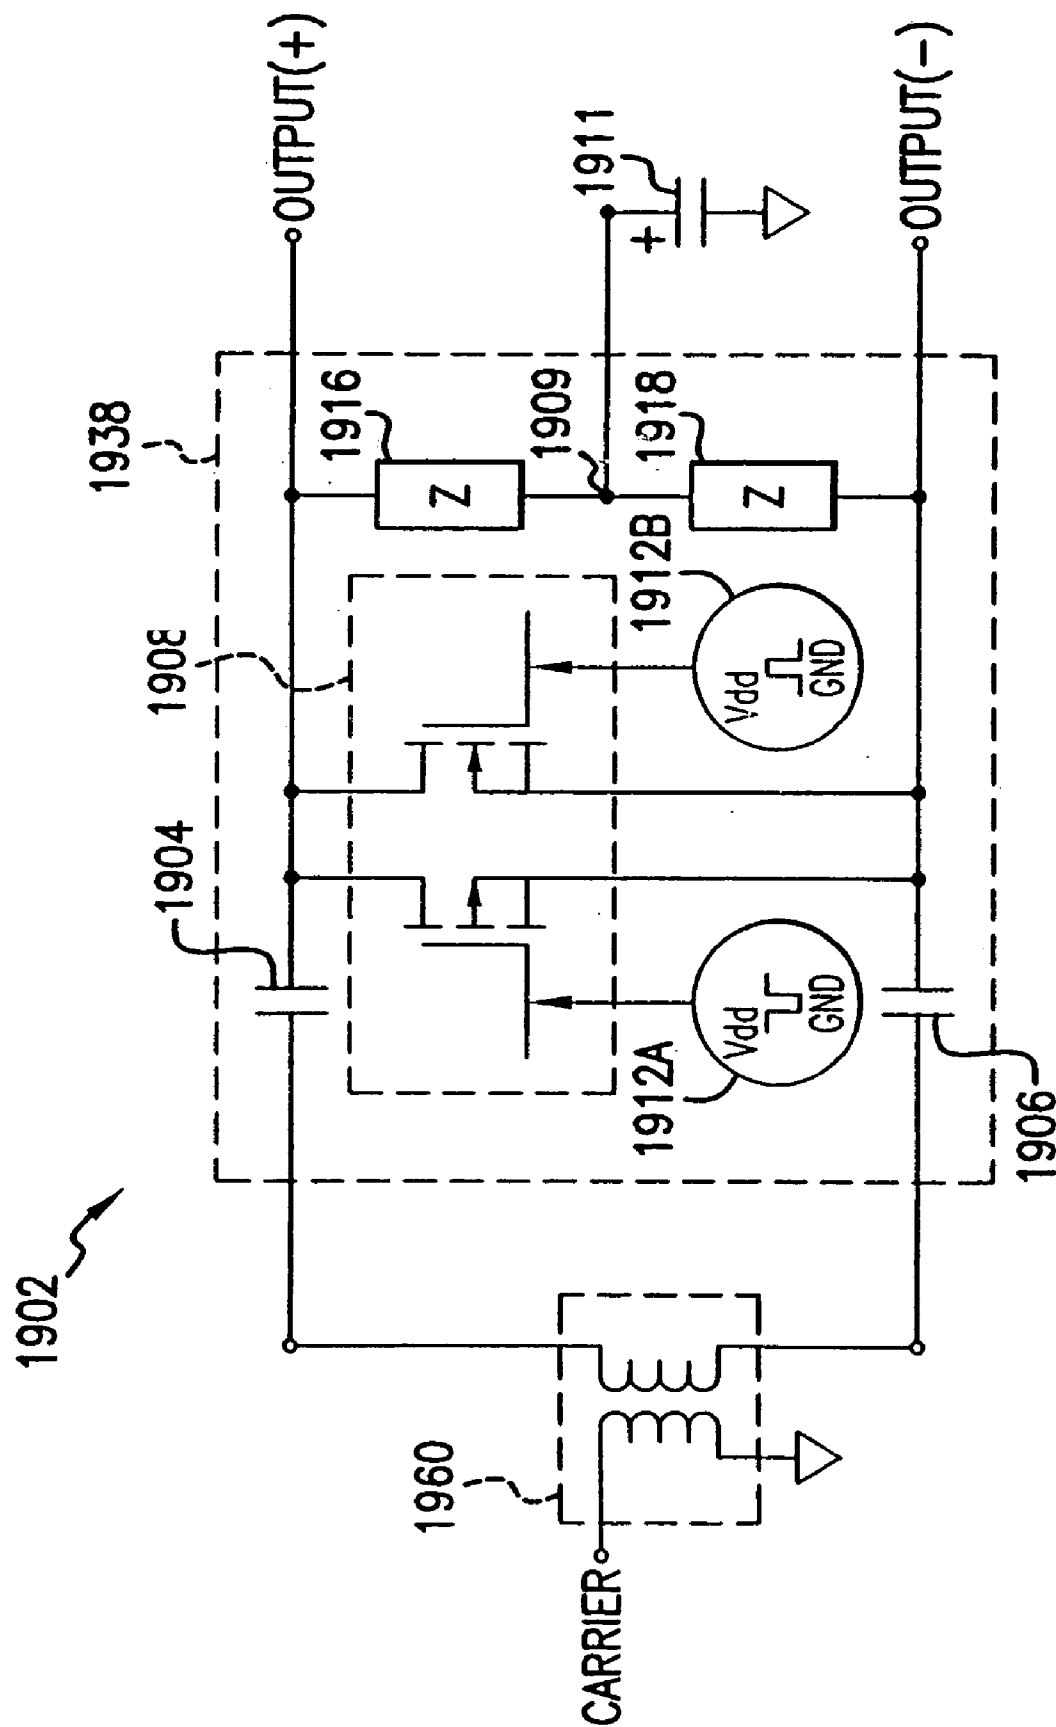 1902
1938
1904
1908
OUTPUT(+)
1916
Z
1909
1911
+
1918
Z
1960
CARRIER
1912A
Vdd
GND
1912B
Vdd
GND
1906
OUTPUT(-)